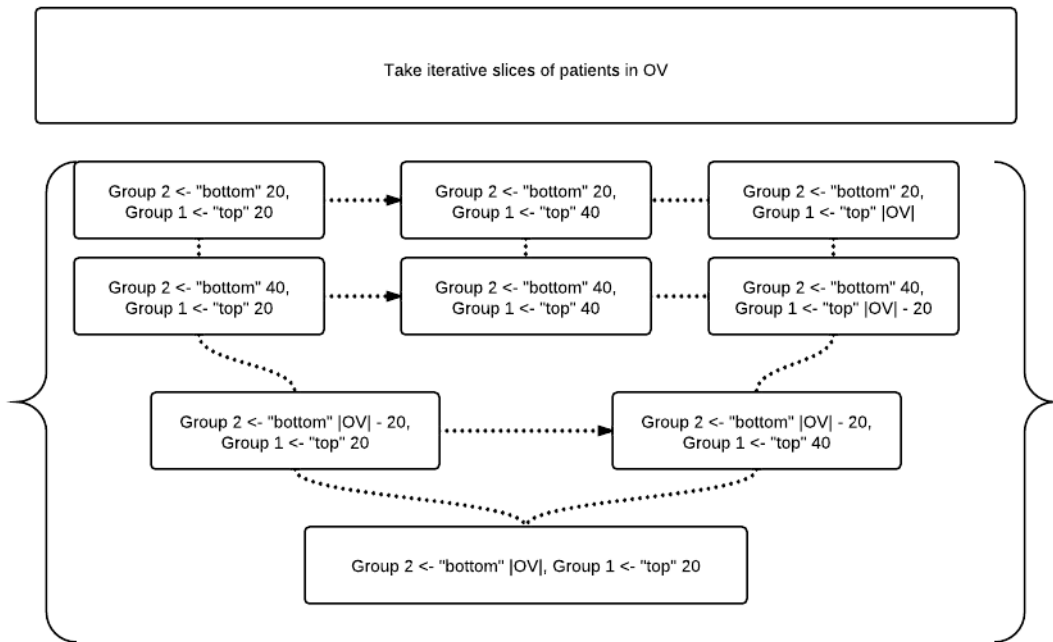 Take iterative slices of patients in OV
Group 2 <- "bottom" 20,
Group 1 <- "top" 20
Group 2 <- "bottom" 20,
Group 1 <- "top" 40
Group 2 <- "bottom" 20,
Group 1 <- "top" |OV|
Group 2 <- "bottom" 40,
Group 1 <- "top" 20
Group 2 <- "bottom" 40,
Group 1 <- "top" 40
Group 2 <- "bottom" 40,
Group 1 <- "top" |OV| - 20
Group 2 <- "bottom" |OV| - 20,
Group 1 <- "top" 20
Group 2 <- "bottom" |OV| - 20,
Group 1 <- "top" 40
Group 2 <- "bottom" |OV|, Group 1 <- "top" 20